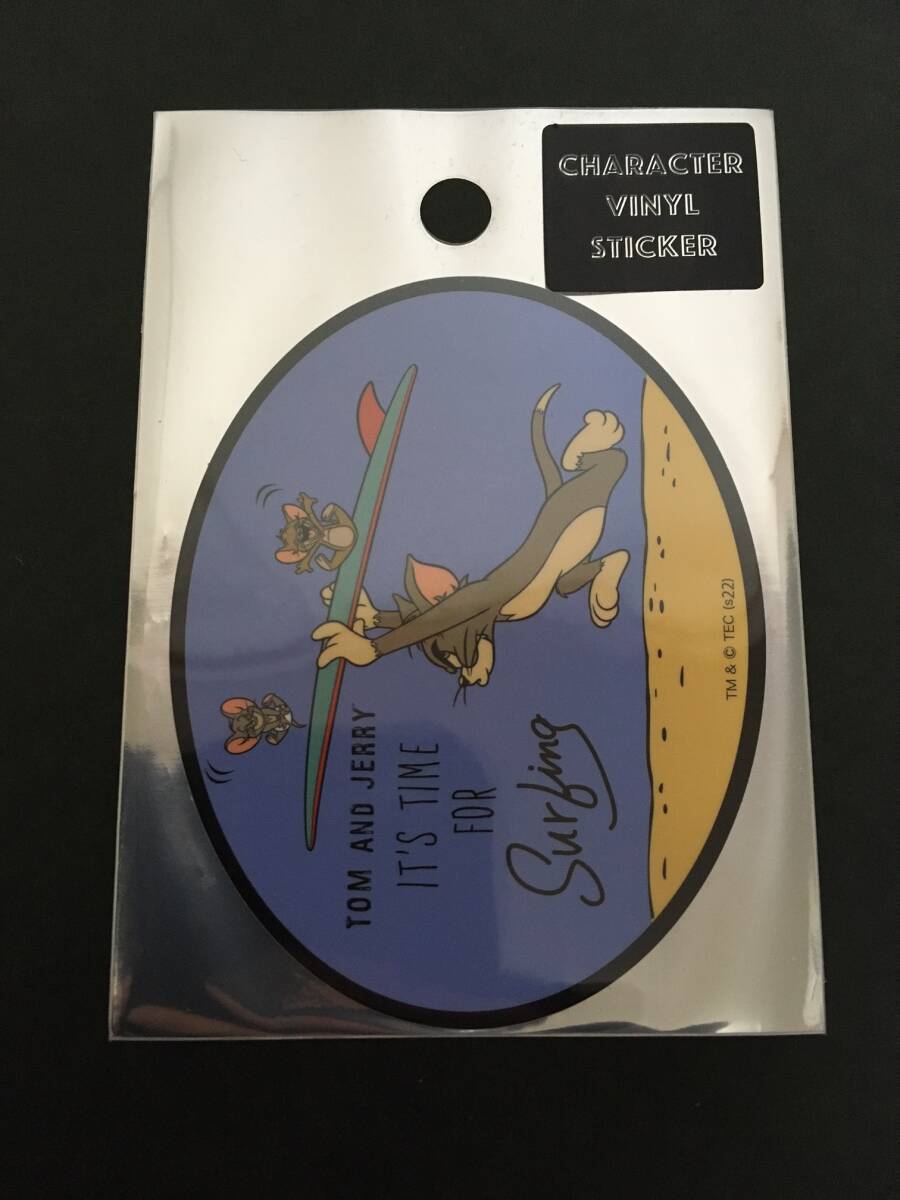 CHARACTER
VINYL
STICKER
TOM AND JERRY
IT'S TIME
FOR
Surfing
TM & © TEC (s22)